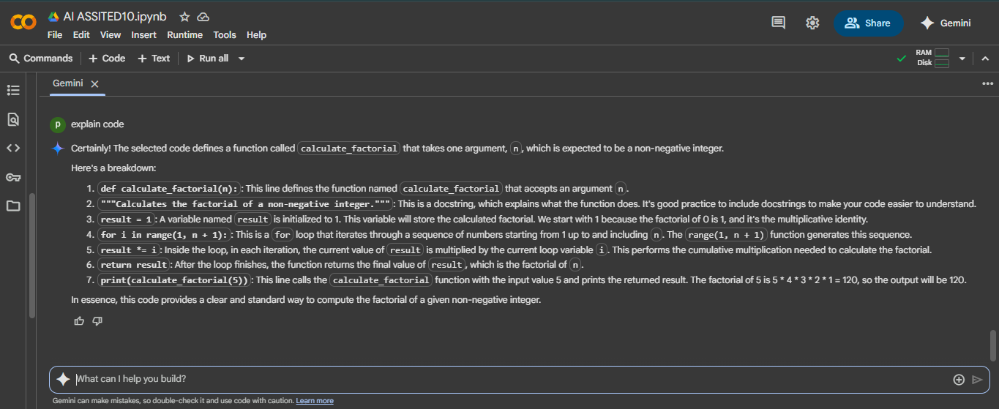 AI ASSITED10.ipynb
File Edit View Insert Runtime Tools Help
Share
Gemini
Commands + Code + Text Run all
RAM
Disk
Gemini
p explain code
Certainly! The selected code defines a function called calculate_factorial that takes one argument, n, which is expected to be a non-negative integer.
Here's a breakdown:
1. def calculate_factorial(n): : This line defines the function named calculate_factorial that accepts an argument n.
2. """Calculates the factorial of a non-negative integer.""" : This is a docstring, which explains what the function does. It's good practice to include docstrings to make your code easier to understand.
3. result = 1 : A variable named result is initialized to 1. This variable will store the calculated factorial. We start with 1 because the factorial of 0 is 1, and it's the multiplicative identity.
4. for i in range(1, n + 1): : This is a for loop that iterates through a sequence of numbers starting from 1 up to and including n. The range(1, n + 1) function generates this sequence.
5. result *= i : Inside the loop, in each iteration, the current value of result is multiplied by the current loop variable i. This performs the cumulative multiplication needed to calculate the factorial.
6. return result : After the loop finishes, the function returns the final value of result, which is the factorial of n.
7. print(calculate_factorial(5)) : This line calls the calculate_factorial function with the input value 5 and prints the returned result. The factorial of 5 is 5 * 4 * 3 * 2 * 1 = 120, so the output will be 120.
In essence, this code provides a clear and standard way to compute the factorial of a given non-negative integer.
What can I help you build?
Gemini can make mistakes, so double-check it and use code with caution. Learn more